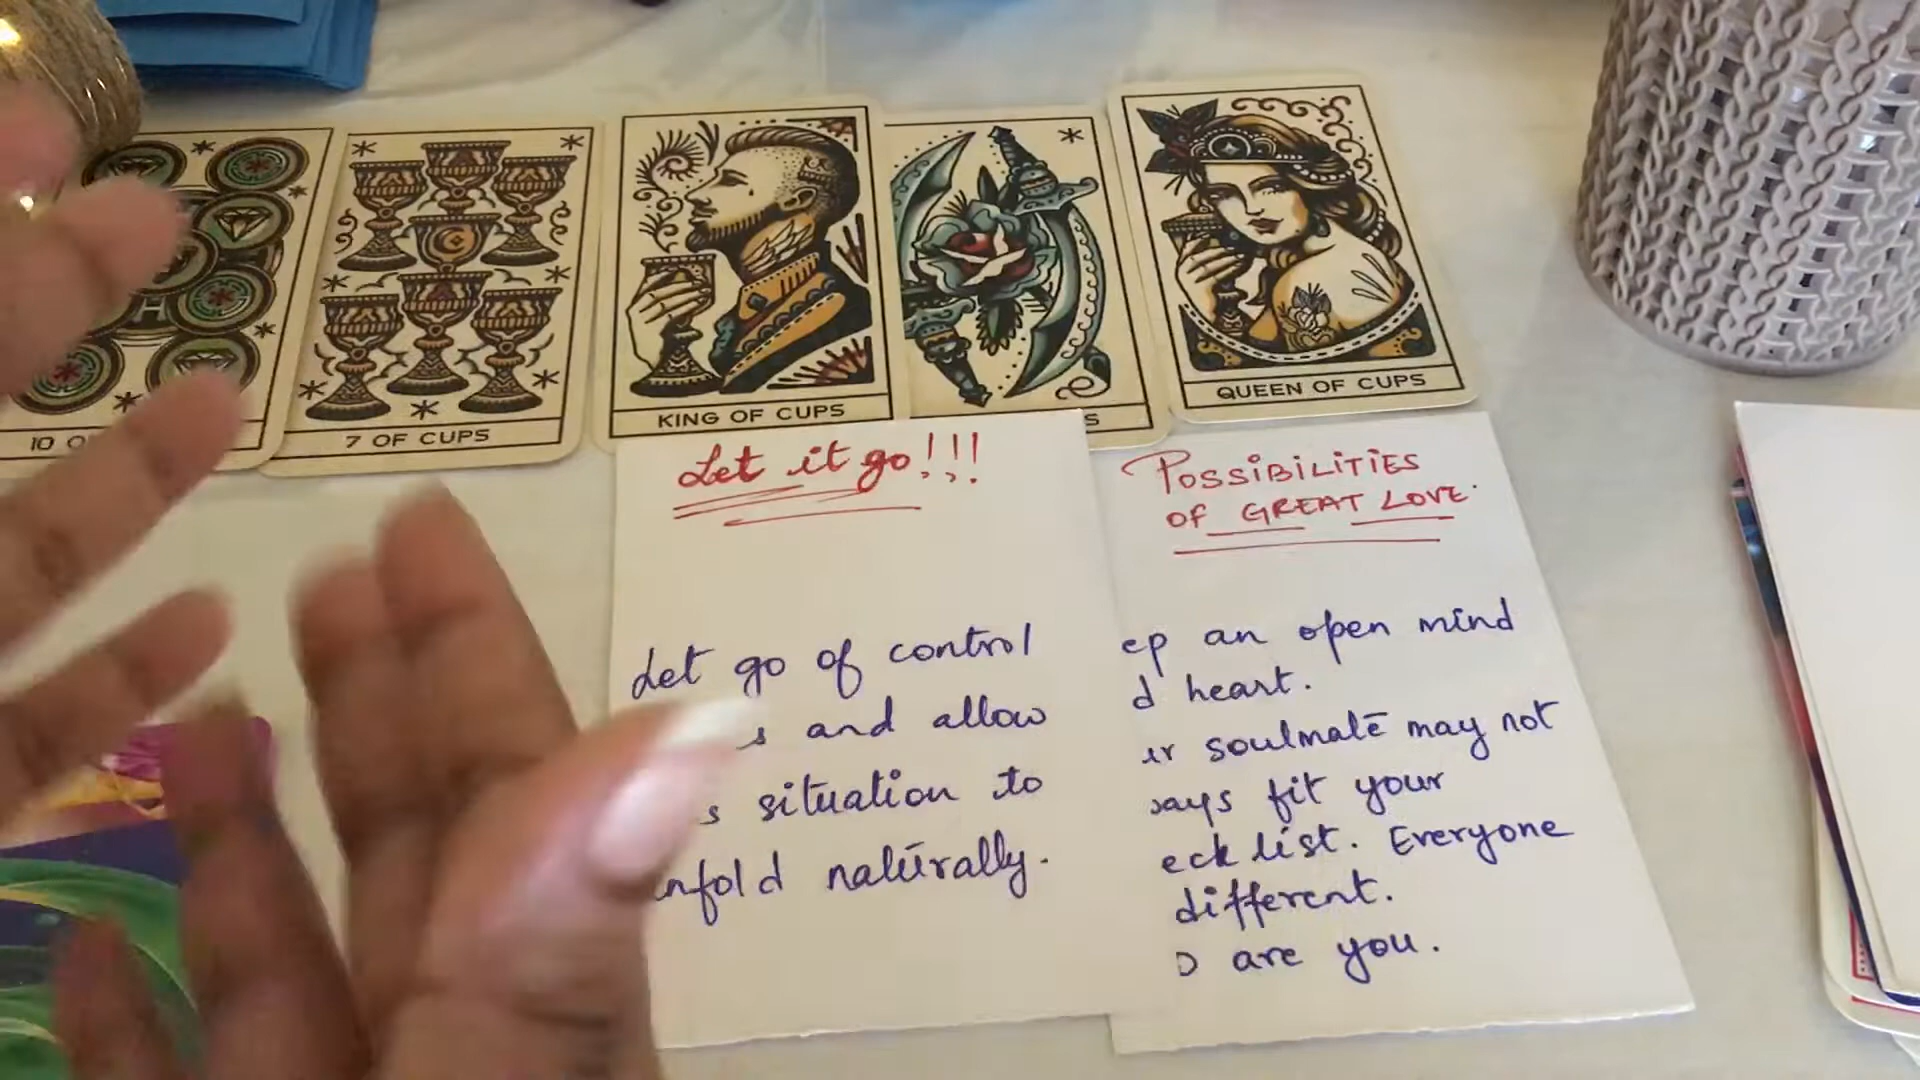 10 O
7 OF CUPS
KING OF CUPS
S
QUEEN OF CUPS
Let it go!!!
Let go of control
s and allow
s situation to
nfold naturally.
POSSIBILITIES
OF GREAT LOVE.
ep an open mind
d heart.
ur soulmate may not
ways fit your
eck list. Everyone
different.
O are you.